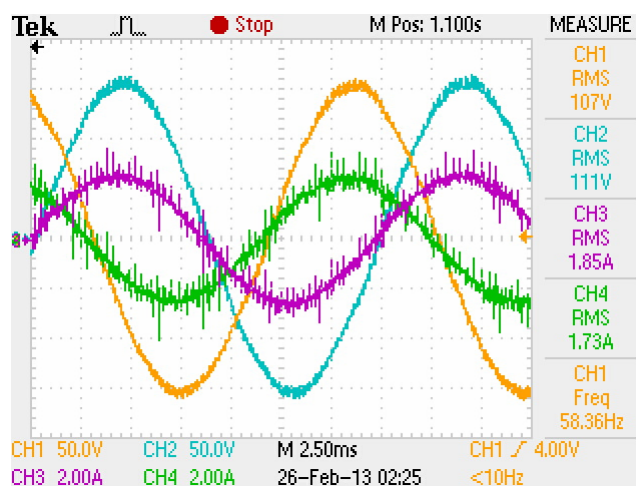 Tek Stop M Pos: 1.100s MEASURE
CH1
RMS
107V
CH2
RMS
111V
CH3
RMS
1.85A
CH4
RMS
1.73A
CH1
Freq
58.36Hz
CH1 50.0V CH2 50.0V M 2.50ms CH1 4.00V
CH3 2.00A CH4 2.00A 26-Feb-13 02:25 <10Hz